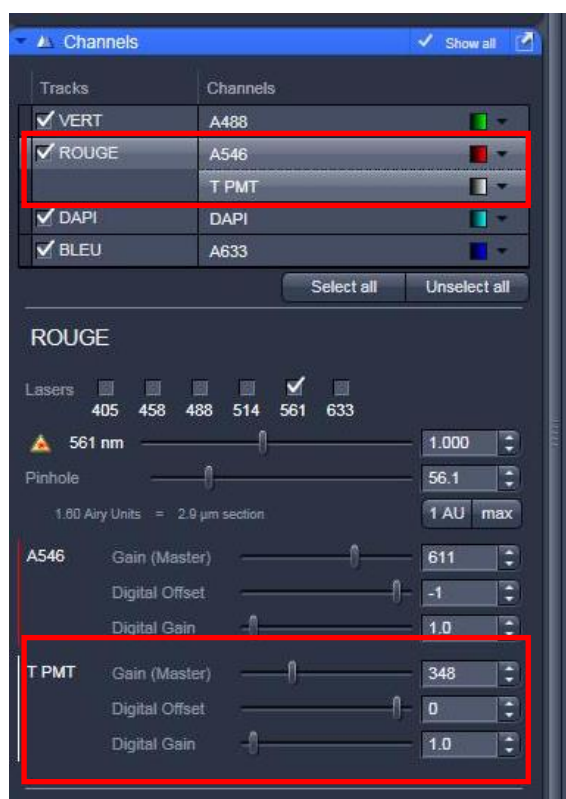 Channels Show all
Tracks Channels
VERT A488
ROUGE A546
T PMT
DAPI DAPI
BLEU A633
Select all Unselect all
ROUGE
Lasers
405 458 488 514 561 633
561 nm 1.000
Pinhole 56.1
1.60 Airy Units = 2.9 µm section 1 AU max
A546 Gain (Master) 611
Digital Offset -1
Digital Gain 1.0
T PMT Gain (Master) 348
Digital Offset 0
Digital Gain 1.0